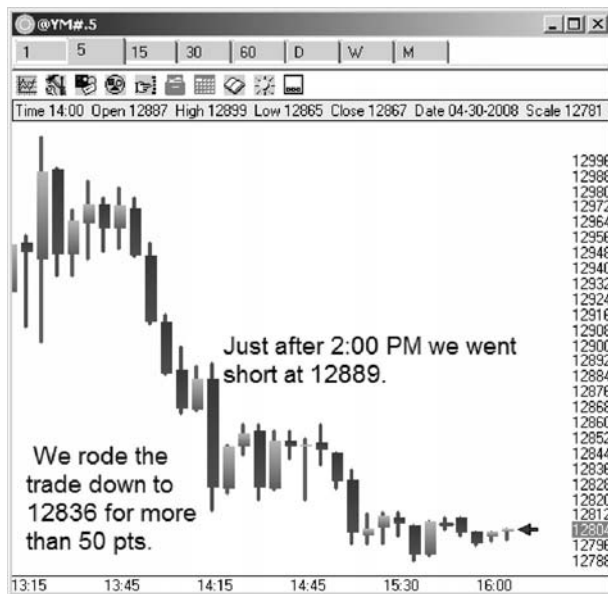 @YM#.5
1 5 15 30 60 D W M
Time 14:00 Open 12887 High 12899 Low 12865 Close 12867 Date 04-30-2008 Scale 12781
12996
12988
12980
12972
12964
12956
12948
12940
12932
12924
12916
12908
12900
12892
12884
12876
12868
12860
12852
12844
12836
12828
12820
12812
12804
12796
12788
Just after 2:00 PM we went
short at 12889.
We rode the
trade down to
12836 for more
than 50 pts.
13:15 13:45 14:15 14:45 15:30 16:00